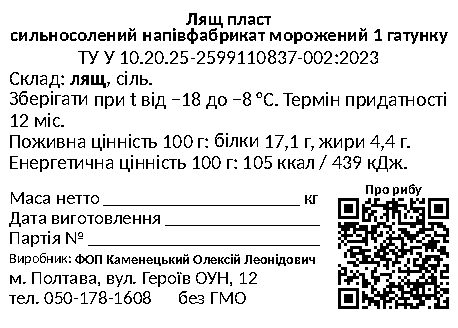 Лящ пласт
сильносолений напівфабрикат морожений 1 гатунку
ТУ У 10.20.25-2599110837-002:2023
Склад: лящ, сіль.
Зберігати при t від −18 до −8 °С. Термін придатності
12 міс.
Поживна цінність 100 г: білки 17,1 г, жири 4,4 г.
Енергетична цінність 100 г: 105 ккал / 439 кДж.
Маса нетто ____________________ кг
Про рибу
Дата виготовлення ________________
Партія № ________________________
Виробник: ФОП Каменецький Олексій Леонідович
м. Полтава, вул. Героїв ОУН, 12
тел. 050-178-1608 без ГМО